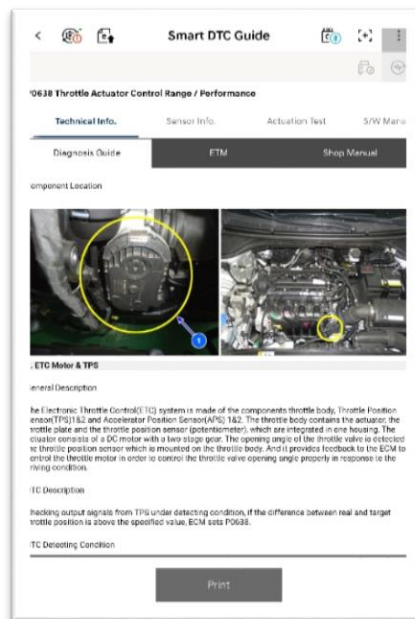 Smart DTC Guide
0638 Throttle Actuator Control Range / Performance
Technical Info.
Sensor Info.
Actuation Test
S/W Manu
Diagnosis Guide
ETM
Shop Manual
omponent Location
1
. ETC Motor & TPS
eneral Description
he Electronic Throttle Control(ETC) system is made of the components throttle body, Throttle Position
ensor(TPS)1&2 and Accelerator Position Sensor(APS) 1&2. The throttle body contains the actuator, the
hrottle plate and the throttle position sensor (potentiometer), which are integrated in one housing. The
ctuator consists of a DC motor with a two stage gear. The opening angle of the throttle valve is detected
throttle position sensor which is mounted on the throttle body. And it provides feedback to the ECM to
ontrol the throttle motor in order to control the throttle valve opening angle properly in response to the
riving condition.
TC Description
hecking output signals from TPS under detecting condition, if the difference between real and target
hrottle position is above the specified value, ECM sets P0638.
TC Detecting Condition
Print